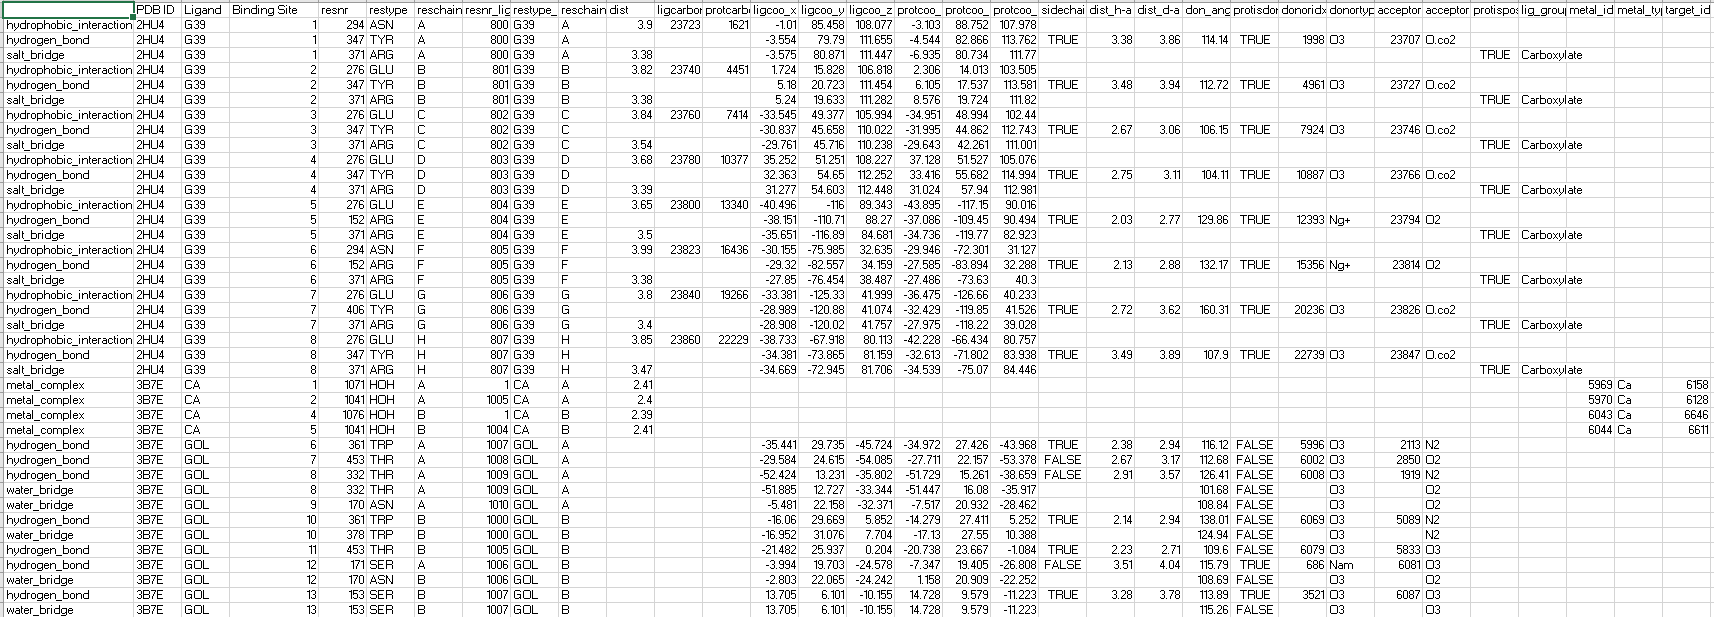 PDB ID Ligand Binding Site resnr restype reschain resnr_lig restype_ reschain dist ligcarbor protcarb ligcoo_x ligcoo_y ligcoo_z protcoo_ protcoo_ protcoo_ sidechai dist_h-a dist_d-a don_ang protisdor donoridx donortyp acceptor acceptor protispos lig_group metal_id metal_typ target_id
hydrophobic_interaction 2HU4 G39 1 294 ASN A 800 G39 A 3.9 23723 1621 -1.01 85.458 108.077 -3.103 88.752 107.978
hydrogen_bond 2HU4 G39 1 347 TYR A 800 G39 A -3.554 79.79 111.655 -4.544 82.866 113.762 TRUE 3.38 3.86 114.14 TRUE 1998 O3 23707 O.co2
salt_bridge 2HU4 G39 1 371 ARG A 800 G39 A 3.38 -3.575 80.871 111.447 -6.935 80.734 111.77 TRUE Carboxylate
hydrophobic_interaction 2HU4 G39 2 276 GLU B 801 G39 B 3.82 23740 4451 1.724 15.828 106.818 2.306 14.013 103.505
hydrogen_bond 2HU4 G39 2 347 TYR B 801 G39 B 5.18 20.723 111.454 6.105 17.537 113.581 TRUE 3.48 3.94 112.72 TRUE 4961 O3 23727 O.co2
salt_bridge 2HU4 G39 2 371 ARG B 801 G39 B 3.38 5.24 19.633 111.282 8.576 19.724 111.82 TRUE Carboxylate
hydrophobic_interaction 2HU4 G39 3 276 GLU C 802 G39 C 3.84 23760 7414 -33.545 49.377 105.994 -34.951 48.994 102.44
hydrogen_bond 2HU4 G39 3 347 TYR C 802 G39 C -30.837 45.658 110.022 -31.995 44.862 112.743 TRUE 2.67 3.06 106.15 TRUE 7924 O3 23746 O.co2
salt_bridge 2HU4 G39 3 371 ARG C 802 G39 C 3.54 -29.761 45.716 110.238 -29.643 42.261 111.001 TRUE Carboxylate
hydrophobic_interaction 2HU4 G39 4 276 GLU D 803 G39 D 3.68 23780 10377 35.252 51.251 108.227 37.128 51.527 105.076
hydrogen_bond 2HU4 G39 4 347 TYR D 803 G39 D 32.363 54.65 112.252 33.416 55.682 114.994 TRUE 2.75 3.11 104.11 TRUE 10887 O3 23766 O.co2
salt_bridge 2HU4 G39 4 371 ARG D 803 G39 D 3.39 31.277 54.603 112.448 31.024 57.94 112.981 TRUE Carboxylate
hydrophobic_interaction 2HU4 G39 5 276 GLU E 804 G39 E 3.65 23800 13340 -40.496 -116 89.343 -43.895 -117.15 90.016
hydrogen_bond 2HU4 G39 5 152 ARG E 804 G39 E -38.151 -110.71 88.27 -37.086 -109.45 90.494 TRUE 2.03 2.77 129.86 TRUE 12393 Ng+ 23794 O2
salt_bridge 2HU4 G39 5 371 ARG E 804 G39 E 3.5 -35.651 -116.89 84.681 -34.736 -119.77 82.923 TRUE Carboxylate
hydrophobic_interaction 2HU4 G39 6 294 ASN F 805 G39 F 3.99 23823 16436 -30.155 -75.985 32.635 -29.946 -72.301 31.127
hydrogen_bond 2HU4 G39 6 152 ARG F 805 G39 F -29.32 -82.557 34.159 -27.585 -83.894 32.288 TRUE 2.13 2.88 132.17 TRUE 15356 Ng+ 23814 O2
salt_bridge 2HU4 G39 6 371 ARG F 805 G39 F 3.38 -27.85 -76.454 38.487 -27.486 -73.63 40.3 TRUE Carboxylate
hydrophobic_interaction 2HU4 G39 7 276 GLU G 806 G39 G 3.8 23840 19266 -33.381 -125.33 41.999 -36.475 -126.66 40.233
hydrogen_bond 2HU4 G39 7 406 TYR G 806 G39 G -28.989 -120.88 41.074 -32.429 -119.85 41.526 TRUE 2.72 3.62 160.31 TRUE 20236 O3 23826 O.co2
salt_bridge 2HU4 G39 7 371 ARG G 806 G39 G 3.4 -28.908 -120.02 41.757 -27.975 -118.22 39.028 TRUE Carboxylate
hydrophobic_interaction 2HU4 G39 8 276 GLU H 807 G39 H 3.85 23860 22229 -38.733 -67.918 80.113 -42.228 -66.434 80.757
hydrogen_bond 2HU4 G39 8 347 TYR H 807 G39 H -34.381 -73.865 81.159 -32.613 -71.802 83.938 TRUE 3.49 3.89 107.9 TRUE 22739 O3 23847 O.co2
salt_bridge 2HU4 G39 8 371 ARG H 807 G39 H 3.47 -34.669 -72.945 81.706 -34.539 -75.07 84.446 TRUE Carboxylate
metal_complex 3B7E CA 1 1071 HOH A 1 CA A 2.41 5969 Ca 6158
metal_complex 3B7E CA 2 1041 HOH A 1005 CA A 2.4 5970 Ca 6128
metal_complex 3B7E CA 4 1076 HOH B 1 CA B 2.39 6043 Ca 6646
metal_complex 3B7E CA 5 1041 HOH B 1004 CA B 2.41 6044 Ca 6611
hydrogen_bond 3B7E GOL 6 361 TRP A 1007 GOL A -35.441 29.735 -45.724 -34.972 27.426 -43.968 TRUE 2.38 2.94 116.12 FALSE 5996 O3 2113 N2
hydrogen_bond 3B7E GOL 7 453 THR A 1008 GOL A -29.584 24.615 -54.085 -27.711 22.157 -53.378 FALSE 2.67 3.17 112.68 FALSE 6002 O3 2850 O2
hydrogen_bond 3B7E GOL 8 332 THR A 1009 GOL A -52.424 13.231 -35.802 -51.729 15.261 -38.659 FALSE 2.91 3.57 126.41 FALSE 6008 O3 1919 N2
water_bridge 3B7E GOL 8 332 THR A 1009 GOL A -51.885 12.727 -33.344 -51.447 16.08 -35.917 101.68 FALSE O3 O2
water_bridge 3B7E GOL 9 170 ASN A 1010 GOL A -5.481 22.158 -32.371 -7.517 20.932 -28.462 108.84 FALSE O3 O2
hydrogen_bond 3B7E GOL 10 361 TRP B 1000 GOL B -16.06 29.669 5.852 -14.279 27.411 5.252 TRUE 2.14 2.94 138.01 FALSE 6069 O3 5089 N2
water_bridge 3B7E GOL 10 378 TRP B 1000 GOL B -16.952 31.076 7.704 -17.13 27.55 10.388 124.94 FALSE O3 N2
hydrogen_bond 3B7E GOL 11 453 THR B 1005 GOL B -21.482 25.937 0.204 -20.738 23.667 -1.084 TRUE 2.23 2.71 109.6 FALSE 6079 O3 5833 O3
hydrogen_bond 3B7E GOL 12 171 SER A 1006 GOL B -3.994 19.703 -24.578 -7.347 19.405 -26.808 FALSE 3.51 4.04 115.79 TRUE 686 Nam 6081 O3
water_bridge 3B7E GOL 12 170 ASN B 1006 GOL B -2.803 22.065 -24.242 1.158 20.909 -22.252 108.69 FALSE O3 O2
hydrogen_bond 3B7E GOL 13 153 SER B 1007 GOL B 13.705 6.101 -10.155 14.728 9.579 -11.223 TRUE 3.28 3.78 113.89 TRUE 3521 O3 6087 O3
water_bridge 3B7E GOL 13 153 SER B 1007 GOL B 13.705 6.101 -10.155 14.728 9.579 -11.223 115.26 FALSE O3 O3